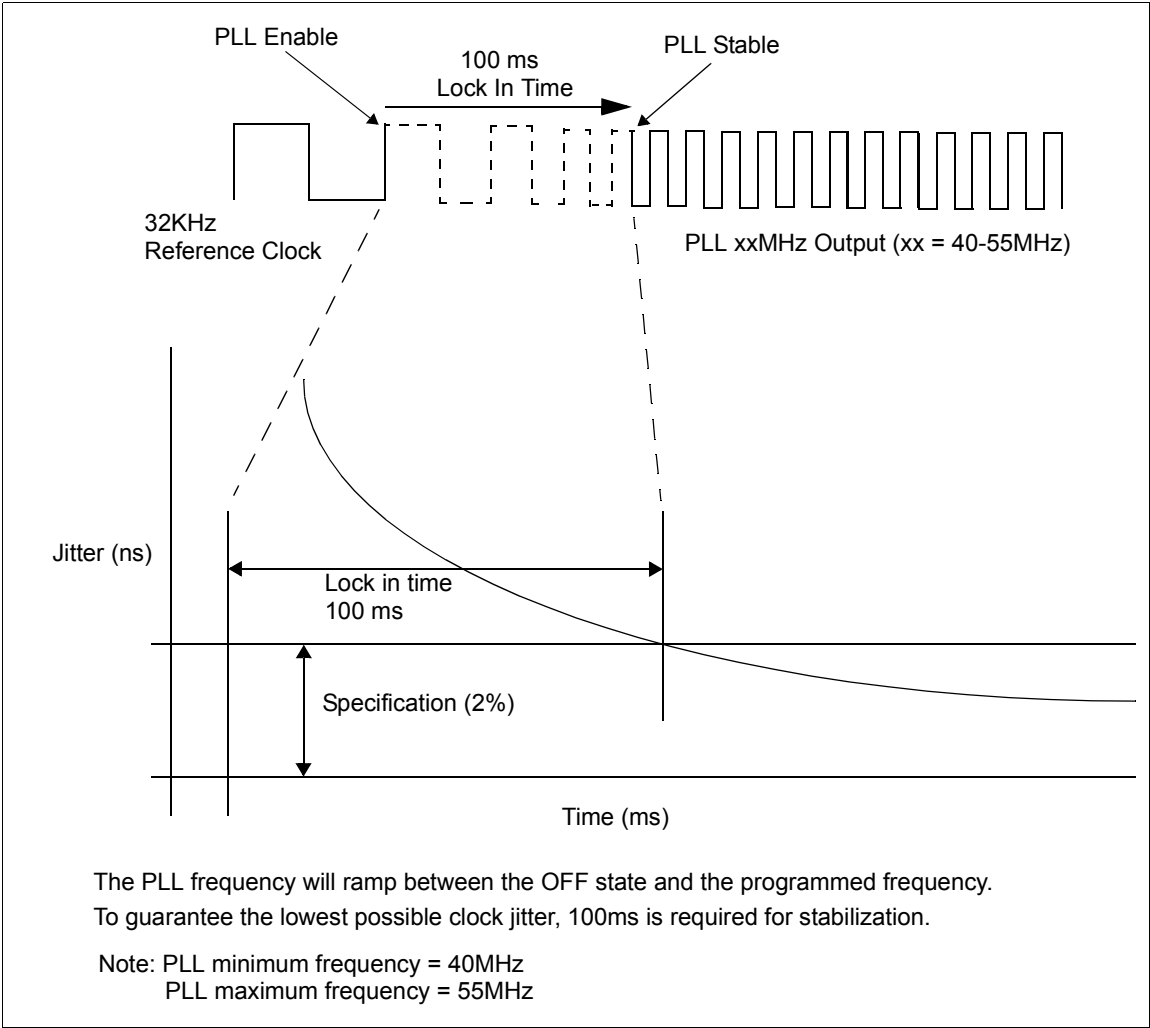 PLL Enable
100 ms
Lock In Time
PLL Stable
32KHz
Reference Clock
PLL xxMHz Output (xx = 40-55MHz)
Jitter (ns)
Lock in time
100 ms
Specification (2%)
Time (ms)
The PLL frequency will ramp between the OFF state and the programmed frequency.
To guarantee the lowest possible clock jitter, 100ms is required for stabilization.
Note: PLL minimum frequency = 40MHz
PLL maximum frequency = 55MHz